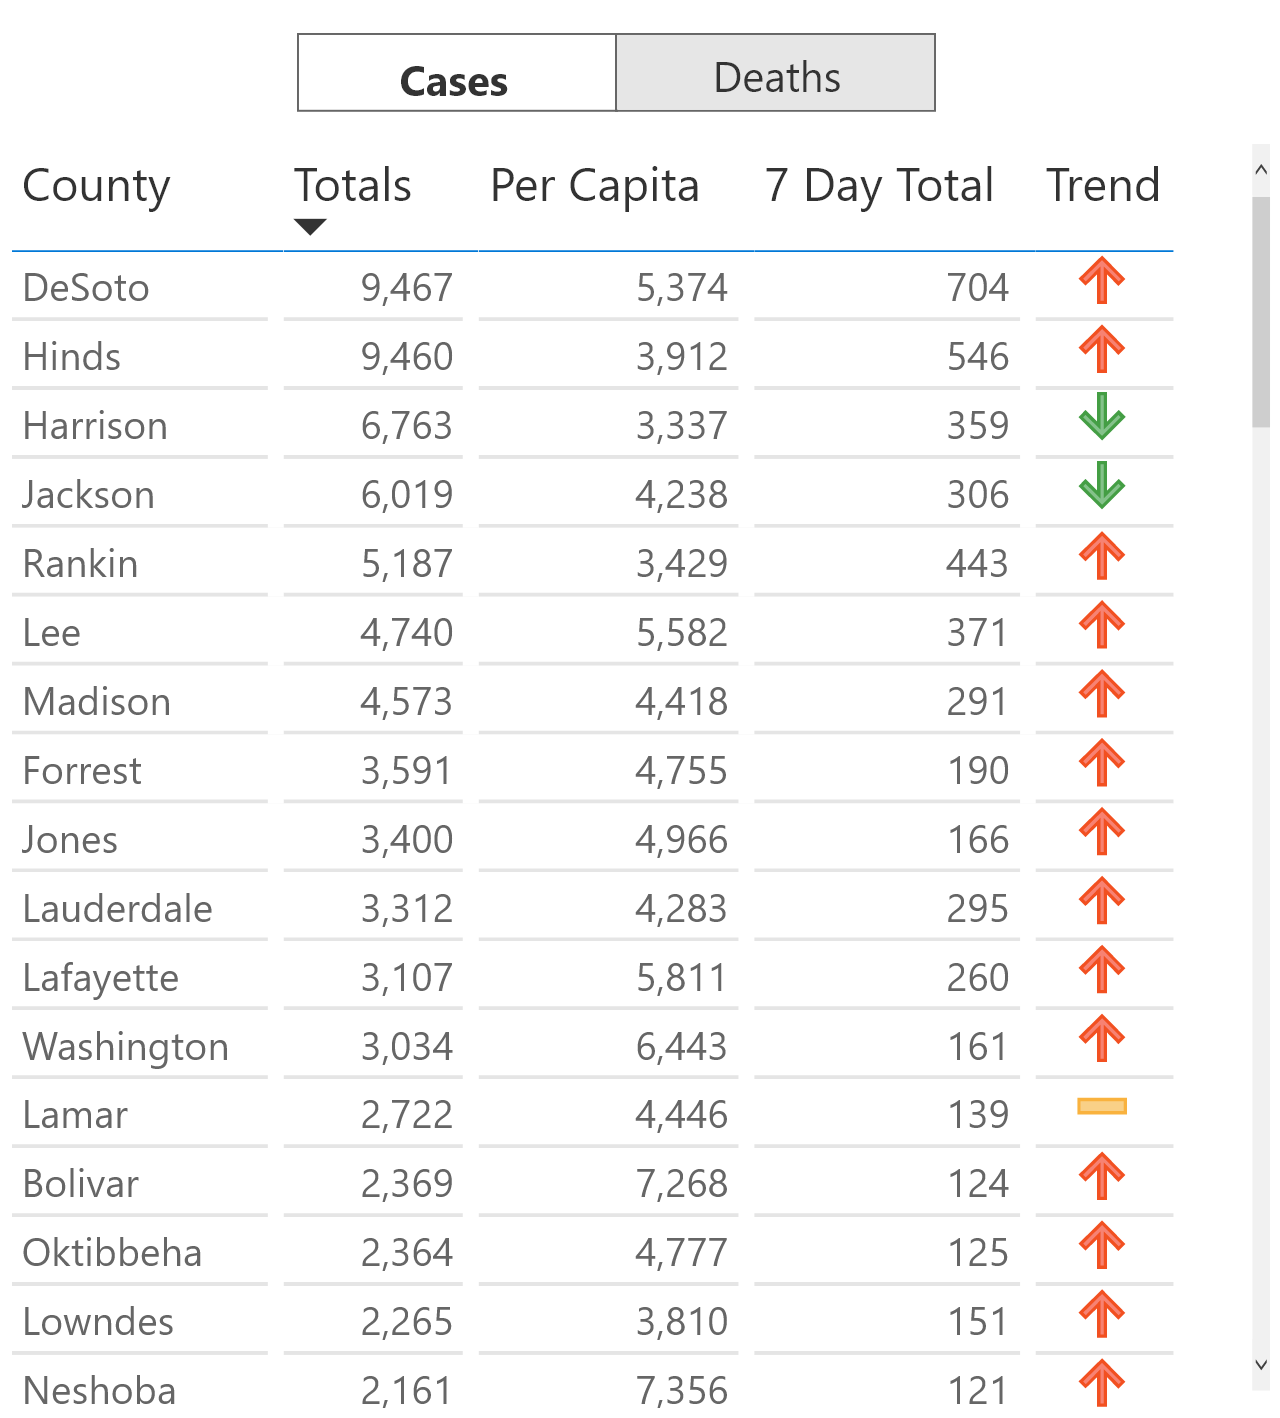 Cases Deaths
County Totals Per Capita 7 Day Total Trend
DeSoto 9,467 5,374 704
Hinds 9,460 3,912 546
Harrison 6,763 3,337 359
Jackson 6,019 4,238 306
Rankin 5,187 3,429 443
Lee 4,740 5,582 371
Madison 4,573 4,418 291
Forrest 3,591 4,755 190
Jones 3,400 4,966 166
Lauderdale 3,312 4,283 295
Lafayette 3,107 5,811 260
Washington 3,034 6,443 161
Lamar 2,722 4,446 139
Bolivar 2,369 7,268 124
Oktibbeha 2,364 4,777 125
Lowndes 2,265 3,810 151
Neshoba 2,161 7,356 121